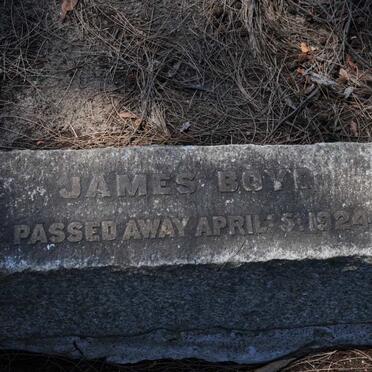 JAMES BOYD
PASSED AWAY APRIL 5, 1924